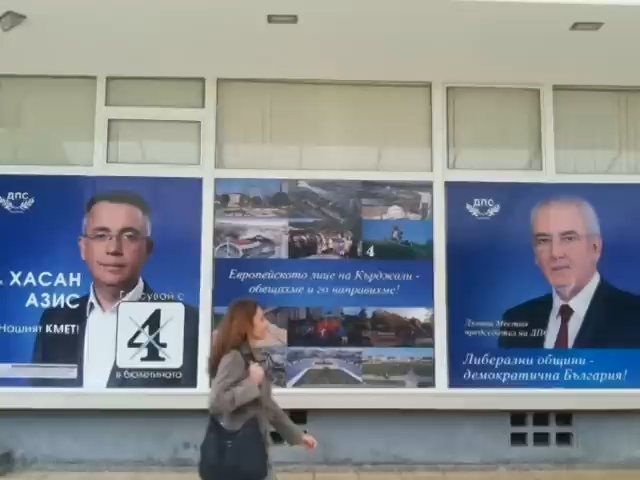 ДПС
ХАСАН
АЗИС
Нашият КМЕТ!
Гласувай с
4
в бюлетината
4
Европейското лице на Кърджали -
обещахме и го направихме!
ДПС
Лютви Местан
председател на ДПС
Либерални общини -
демократична България!